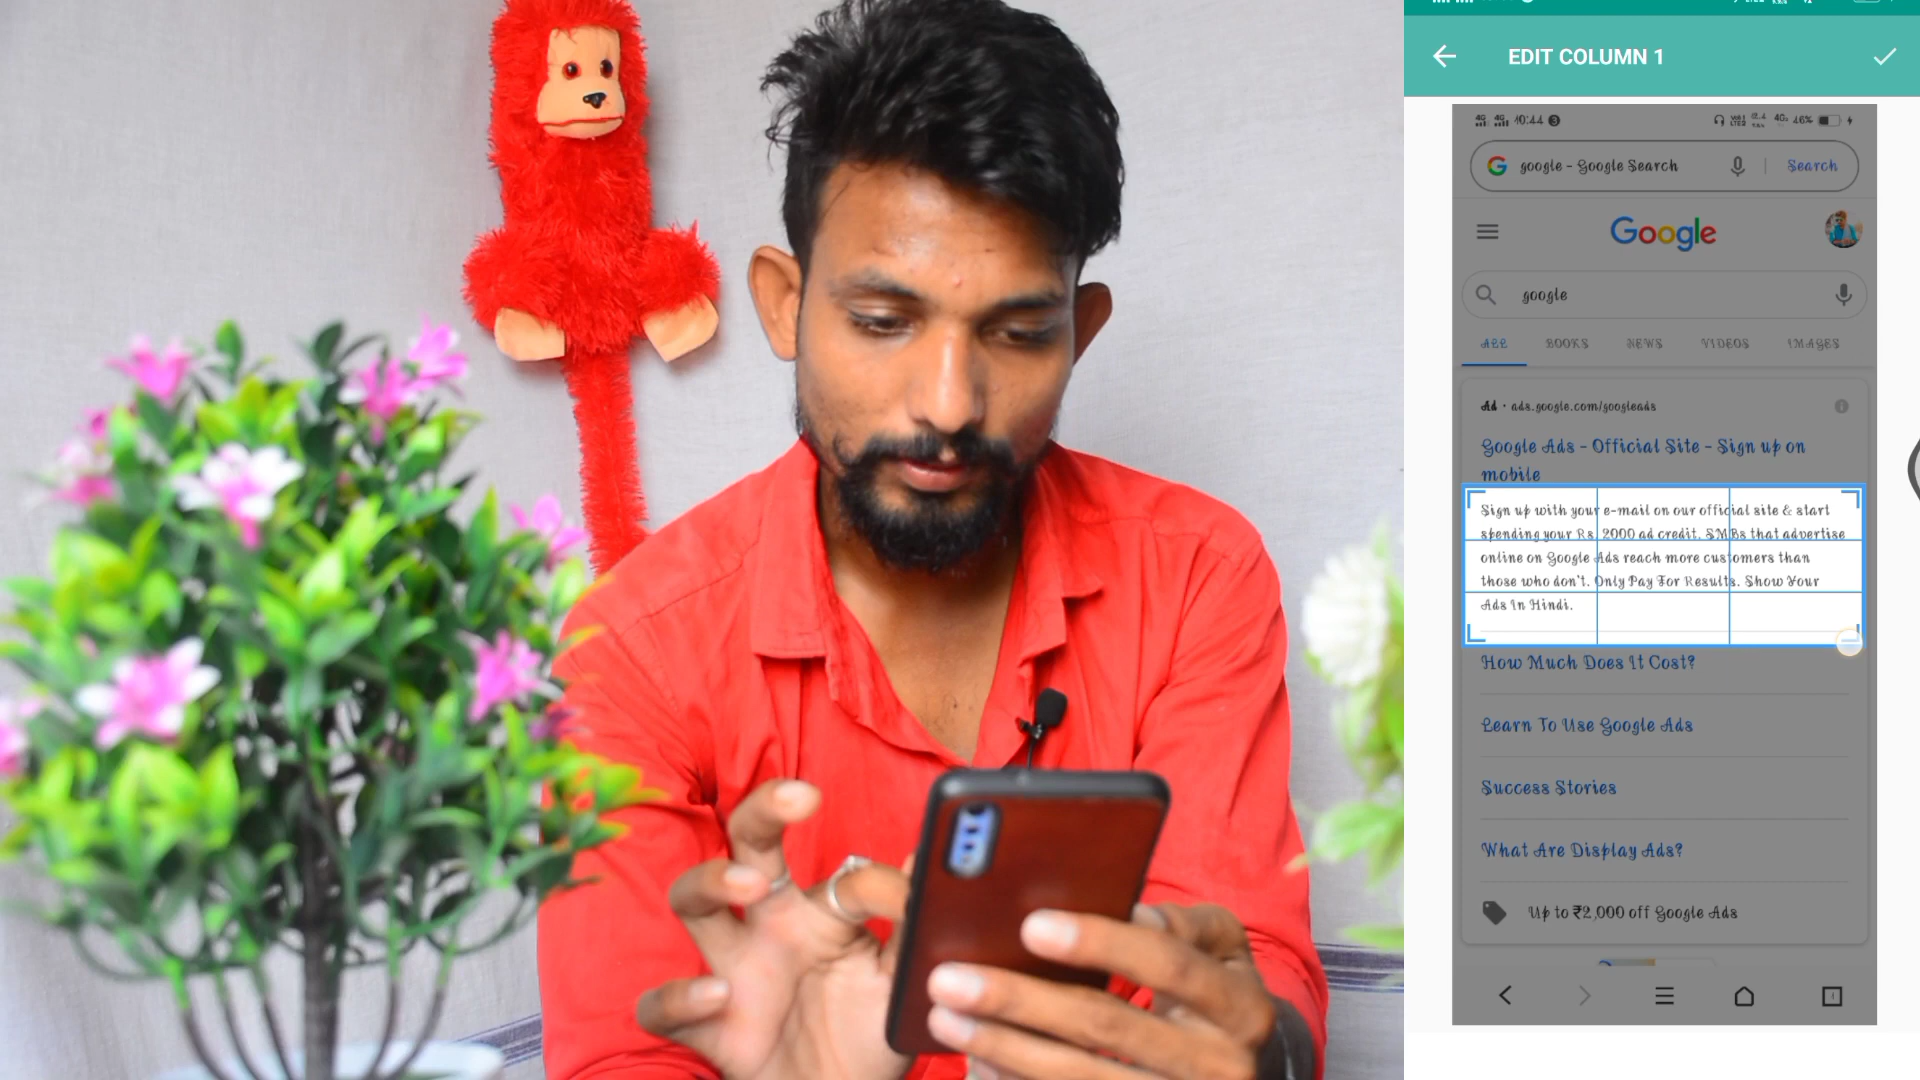 EDIT COLUMN 1
4G 4G 10:44 3 46%
google - Google Search Search
Google
google
ALL BOOKS NEWS VIDEOS IMAGES
Ad · ads.google.com/googleads
Google Ads - Official Site - Sign up on
mobile
Sign up with your e-mail on our official site & start
spending your Rs. 2000 ad credit. SMBs that advertise
online on Google Ads reach more customers than
those who don't. Only Pay For Results. Show Your
Ads In Hindi.
How Much Does It Cost?
Learn To Use Google Ads
Success Stories
What Are Display Ads?
Up to ₹2,000 off Google Ads